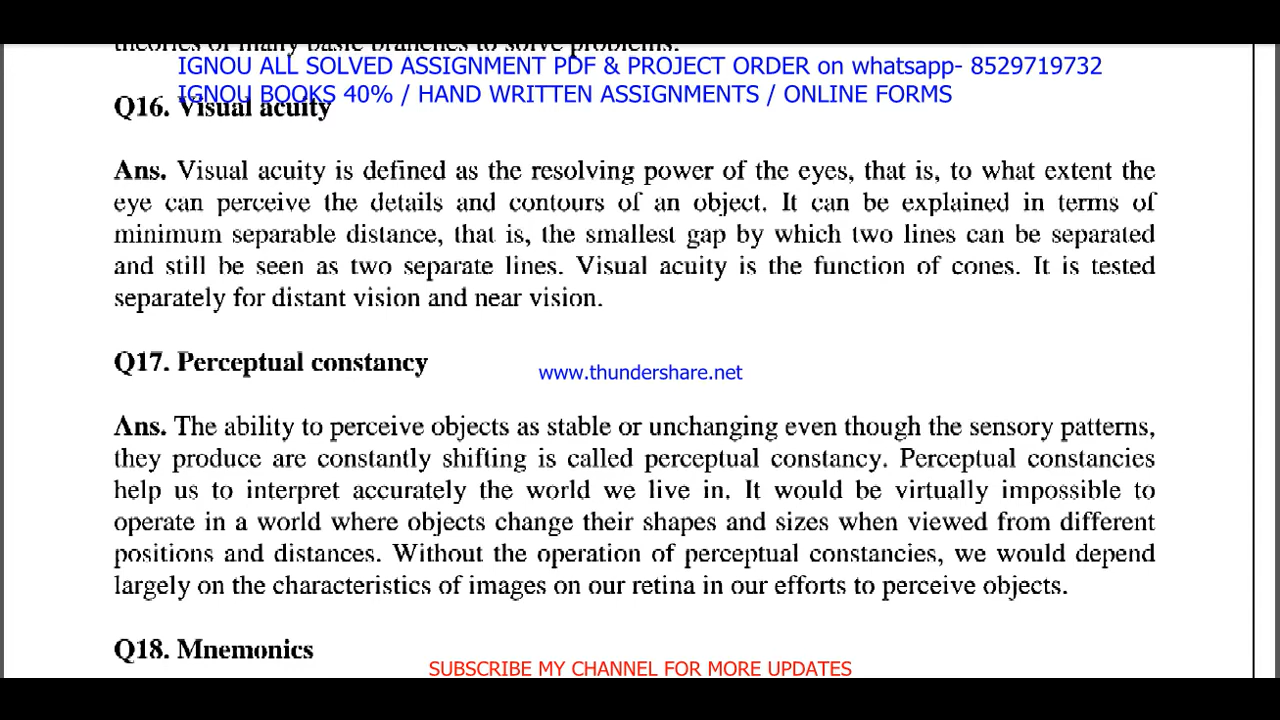 theories of many basic branches to solve problems.
IGNOU ALL SOLVED ASSIGNMENT PDF & PROJECT ORDER on whatsapp- 8529719732
IGNOU BOOKS 40% / HAND WRITTEN ASSIGNMENTS / ONLINE FORMS
Q16. Visual acuity
Ans. Visual acuity is defined as the resolving power of the eyes, that is, to what extent the
eye can perceive the details and contours of an object. It can be explained in terms of
minimum separable distance, that is, the smallest gap by which two lines can be separated
and still be seen as two separate lines. Visual acuity is the function of cones. It is tested
separately for distant vision and near vision.
Q17. Perceptual constancy
www.thundershare.net
Ans. The ability to perceive objects as stable or unchanging even though the sensory patterns,
they produce are constantly shifting is called perceptual constancy. Perceptual constancies
help us to interpret accurately the world we live in. It would be virtually impossible to
operate in a world where objects change their shapes and sizes when viewed from different
positions and distances. Without the operation of perceptual constancies, we would depend
largely on the characteristics of images on our retina in our efforts to perceive objects.
Q18. Mnemonics
SUBSCRIBE MY CHANNEL FOR MORE UPDATES